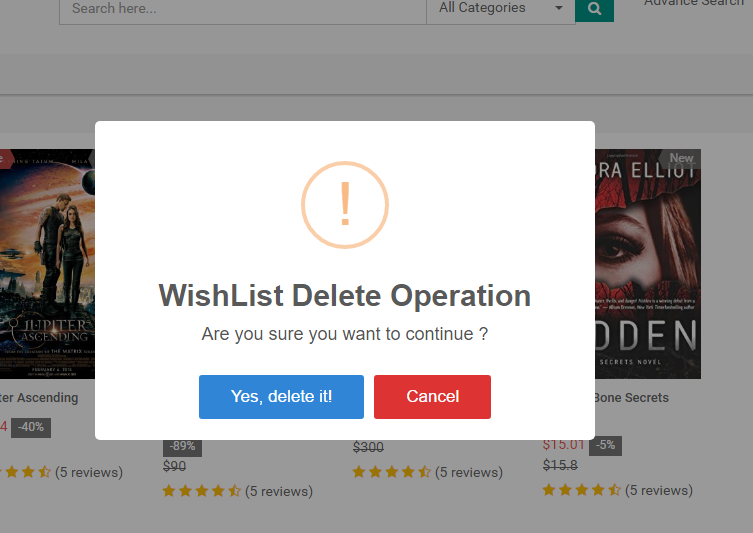 Search here...
All Categories
Advance Search
New
RA ELLIOT
WishList Delete Operation
Are you sure you want to continue ?
JUPITER
ASCENDING
DDEN
SECRETS NOVEL
Yes, delete it!
Cancel
ter Ascending
Bone Secrets
4 -40%
-89%
$300
$15.01 -5%
$90
$15.8
(5 reviews)
(5 reviews)
(5 reviews)
(5 reviews)